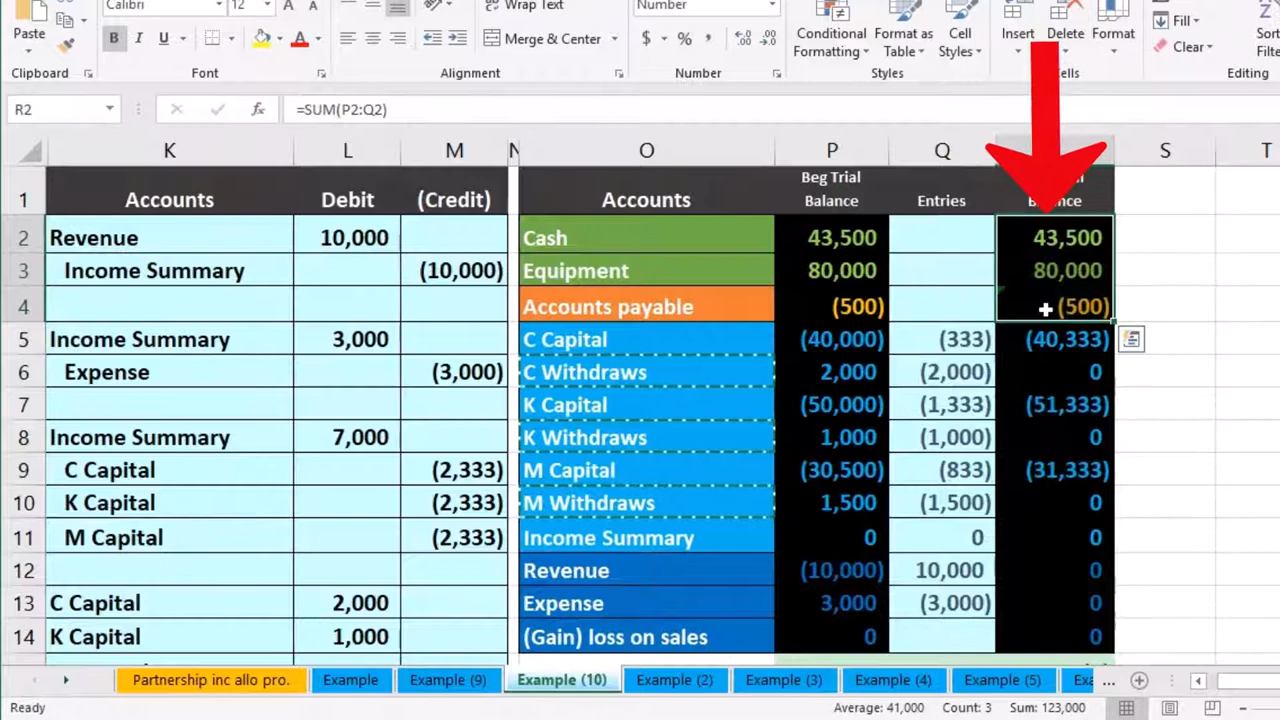 Calibri 12 Wrap Text Number
Paste B I U Merge & Center $ % , Conditional Formatting Format as Table Cell Styles Insert Delete Format Fill Clear
Clipboard Font Alignment Number Styles Editing
R2 fx =SUM(P2:Q2)
K L M N O P Q S T
1 Accounts Debit (Credit) Accounts Beg Trial Balance Entries
2 Revenue 10,000 Cash 43,500 43,500
3 Income Summary (10,000) Equipment 80,000 80,000
4 Accounts payable (500) (500)
5 Income Summary 3,000 C Capital (40,000) (333) (40,333)
6 Expense (3,000) C Withdraws 2,000 (2,000) 0
7 K Capital (50,000) (1,333) (51,333)
8 Income Summary 7,000 K Withdraws 1,000 (1,000) 0
9 C Capital (2,333) M Capital (30,500) (833) (31,333)
10 K Capital (2,333) M Withdraws 1,500 (1,500) 0
11 M Capital (2,333) Income Summary 0 0 0
12 Revenue (10,000) 10,000 0
13 C Capital 2,000 Expense 3,000 (3,000) 0
14 K Capital 1,000 (Gain) loss on sales 0 0
Partnership inc allo pro. Example Example (9) Example (10) Example (2) Example (3) Example (4) Example (5) ...
Ready Average: 41,000 Count: 3 Sum: 123,000